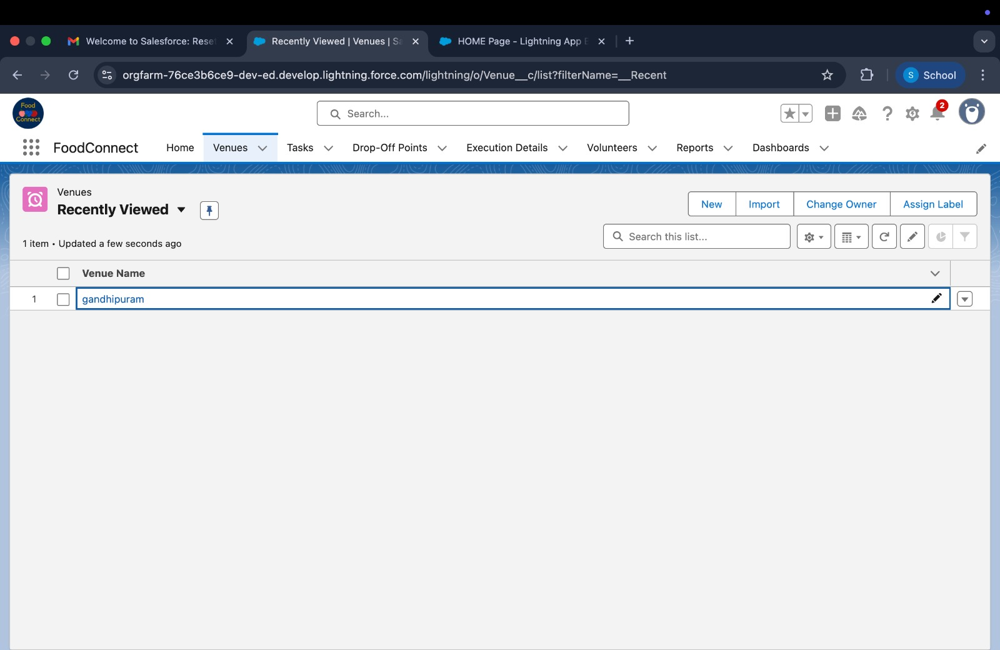 Welcome to Salesforce: Rese
Recently Viewed | Venues | Sa
HOME Page - Lightning App B
orgfarm-76ce3b6ce9-dev-ed.develop.lightning.force.com/lightning/o/Venue__c/list?filterName=__Recent
S School
Food
Connect
Search...
2
FoodConnect
Home
Venues
Tasks
Drop-Off Points
Execution Details
Volunteers
Reports
Dashboards
Venues
Recently Viewed
New
Import
Change Owner
Assign Label
1 item • Updated a few seconds ago
Search this list...
Venue Name
1
gandhipuram